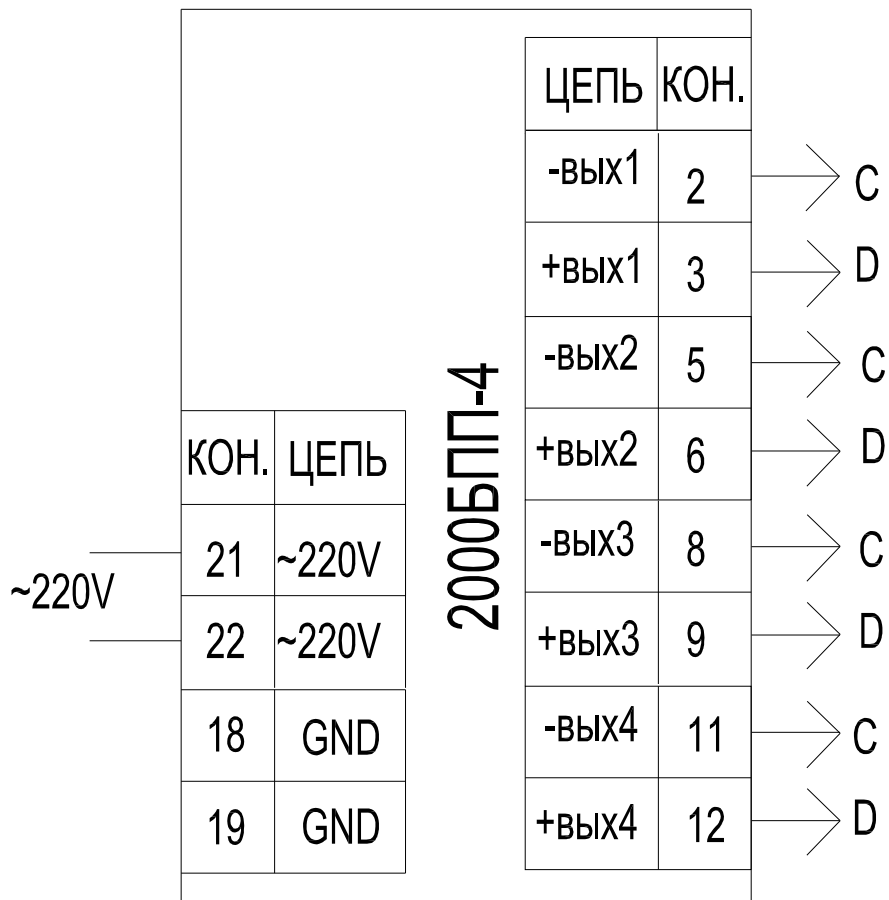 ~220V
КОН. ЦЕПЬ
21 ~220V
22 ~220V
18 GND
19 GND
2000БПП-4
ЦЕПЬ КОН.
-вых1 2 C
+вых1 3 D
-вых2 5 C
+вых2 6 D
-вых3 8 C
+вых3 9 D
-вых4 11 C
+вых4 12 D